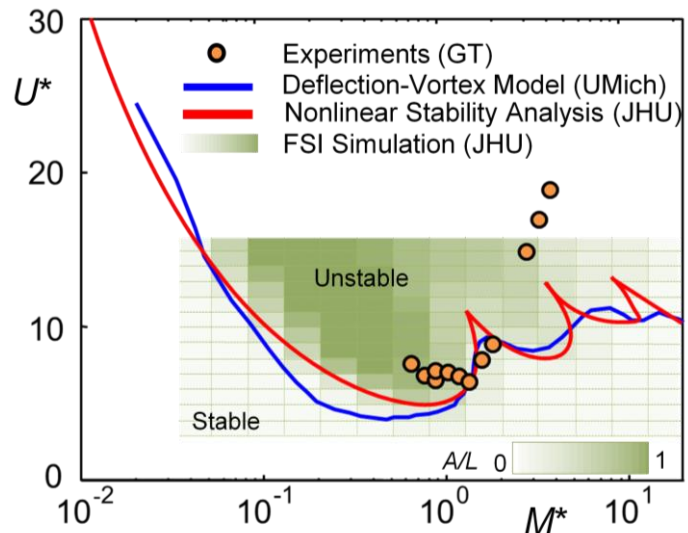 30
U*
Experiments (GT)
Deflection-Vortex Model (UMich)
Nonlinear Stability Analysis (JHU)
FSI Simulation (JHU)
20
Unstable
10
Stable
A/L 0 1
0
10⁻² 10⁻¹ 10⁰ M* 10¹